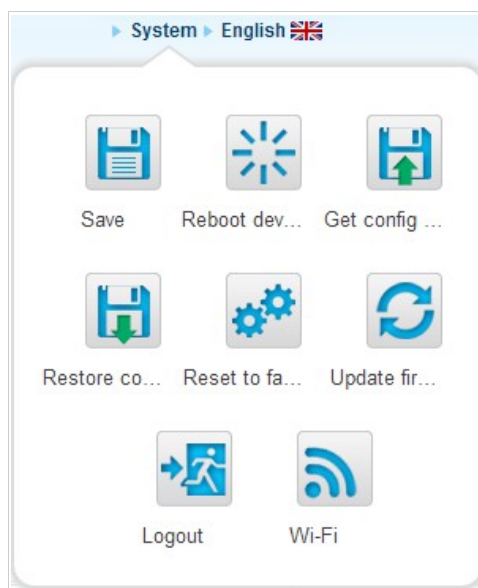 System English
Save Reboot dev... Get config ...
Restore co... Reset to fa... Update fir...
Logout Wi-Fi